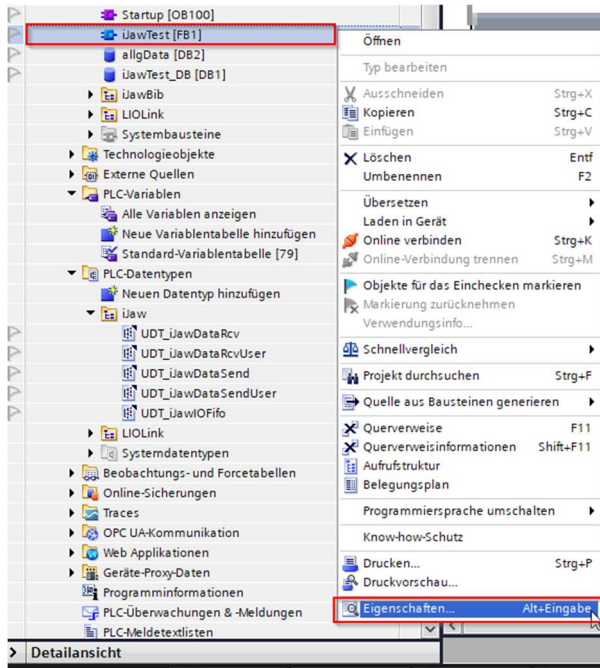 Startup [OB100]
iJawTest [FB1]
allgData [DB2]
iJawTest_DB [DB1]
iJawBib
LIOLink
Systembausteine
Technologieobjekte
Externe Quellen
PLC-Variablen
Alle Variablen anzeigen
Neue Variablentabelle hinzufügen
Standard-Variablentabelle [79]
PLC-Datentypen
Neuen Datentyp hinzufügen
iJaw
UDT_iJawDataRcv
UDT_iJawDataRcvUser
UDT_iJawDataSend
UDT_iJawDataSendUser
UDT_iJawIOFifo
LIOLink
Systemdatentypen
Beobachtungs- und Forcetabellen
Online-Sicherungen
Traces
OPC UA-Kommunikation
Web Applikationen
Geräte-Proxy-Daten
Programminformationen
PLC-Überwachungen & -Meldungen
PLC-Meldetextlisten
Detailansicht
Öffnen
Typ bearbeiten
Ausschneiden Strg+X
Kopieren Strg+C
Einfügen Strg+V
Löschen Entf
Umbenennen F2
Übersetzen
Laden in Gerät
Online verbinden Strg+K
Online-Verbindung trennen Strg+M
Objekte für das Einchecken markieren
Markierung zurücknehmen
Verwendungsinfo...
Schnellvergleich
Projekt durchsuchen Strg+F
Quelle aus Bausteinen generieren
Querverweise F11
Querverweisinformationen Shift+F11
Aufrufstruktur
Belegungsplan
Programmiersprache umschalten
Know-how-Schutz
Drucken... Strg+P
Druckvorschau...
Eigenschaften... Alt+Eingabe